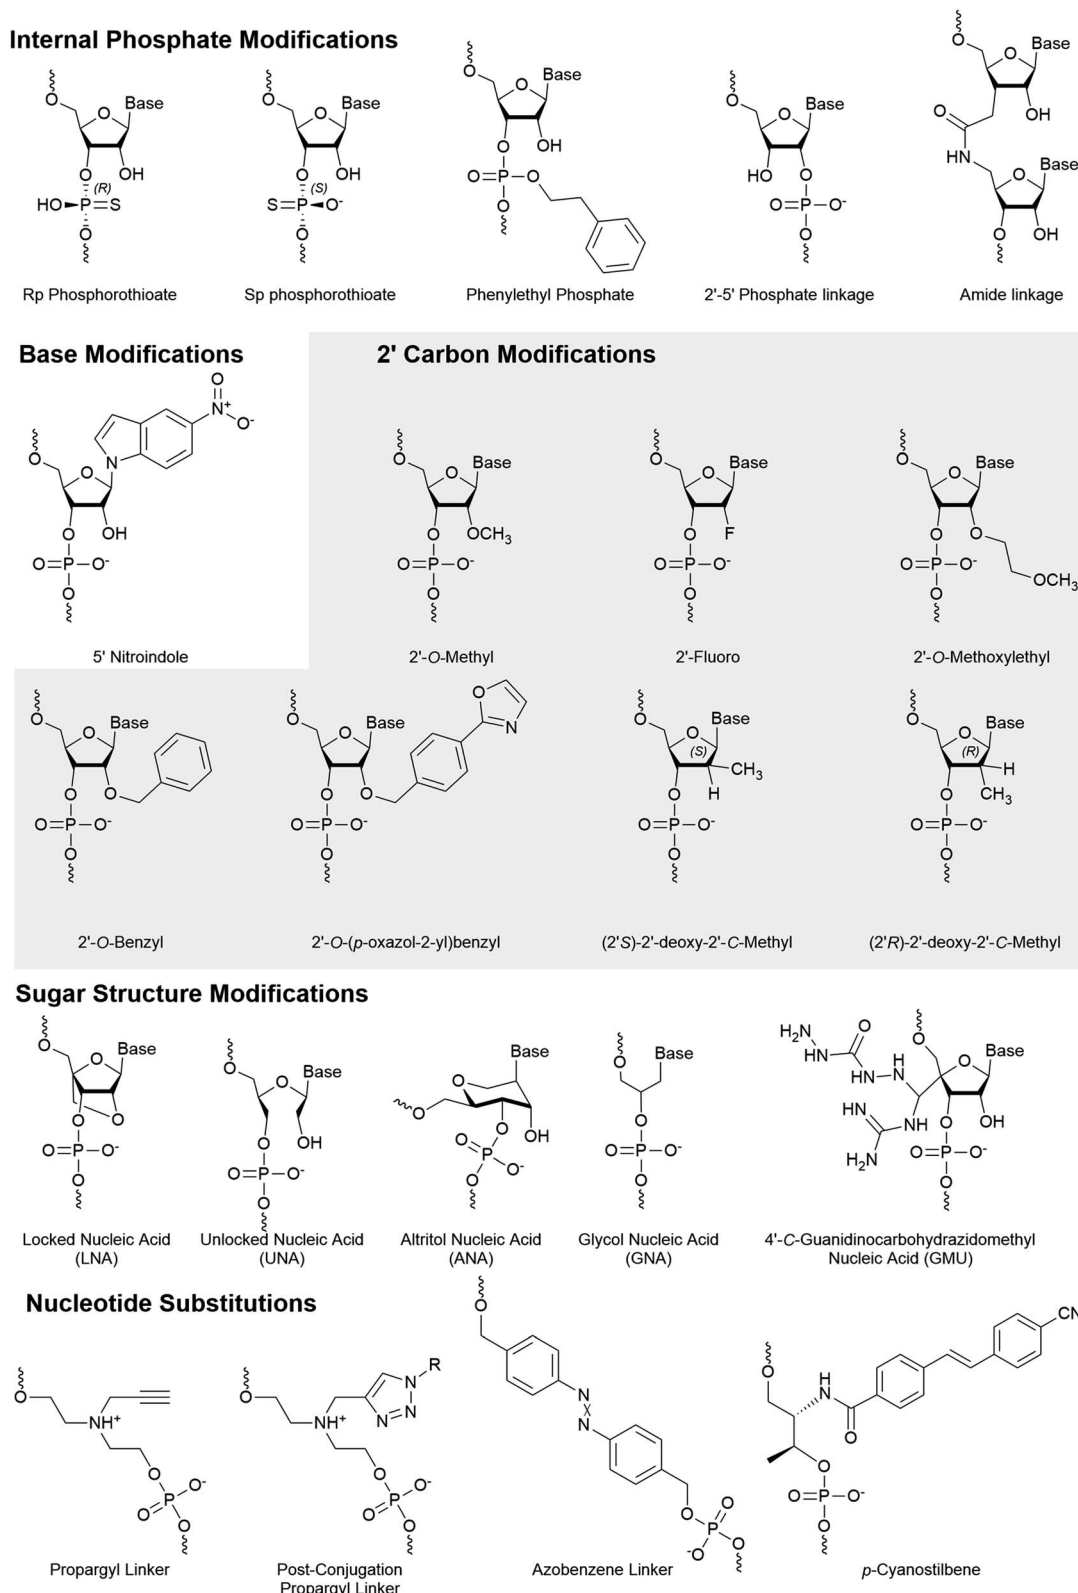 Internal Phosphate Modifications
O
O
Base
O
OH
(R)
HO P S
O
Rp Phosphorothioate
O
O
Base
O
OH
(S)
S P O-
O
Sp phosphorothioate
O
O
Base
O
OH
O P O
O
Phenylethyl Phosphate
O
O
Base
HO
O
O P O-
O
2'-5' Phosphate linkage
O
O
Base
O
OH
HN
O
Base
O
OH
Amide linkage
Base Modifications
O
N+
O-
O
O
N
O
OH
O P O-
O
5' Nitroindole
2' Carbon Modifications
O
O
Base
O
OCH3
O P O-
O
2'-O-Methyl
O
O
Base
O
F
O P O-
O
2'-Fluoro
O
O
Base
O
O
OCH3
O P O-
O
2'-O-Methoxylethyl
O
O
Base
O
O
O P O-
O
2'-O-Benzyl
O
O
Base
O
N
O
O
O P O-
O
2'-O-(p-oxazol-2-yl)benzyl
O
O
Base
(S)
CH3
H
O
O P O-
O
(2'S)-2'-deoxy-2'-C-Methyl
O
O
Base
(R)
H
CH3
O
O P O-
O
(2'R)-2'-deoxy-2'-C-Methyl
Sugar Structure Modifications
O
O
Base
O
O
O P O-
O
Locked Nucleic Acid
(LNA)
O
O
Base
O
OH
O P O-
O
Unlocked Nucleic Acid
(UNA)
Base
O
O
O
OH
O
P
O-
O
Altritol Nucleic Acid
(ANA)
O
Base
O
O P O-
O
Glycol Nucleic Acid
(GNA)
H2N
NH
O
NH
H
N
HN
NH
H2N
O
O
Base
O
OH
O P O-
O
4'-C-Guanidinocarbohydrazidomethyl
Nucleic Acid (GMU)
Nucleotide Substitutions
O
NH+
O
O P O-
O
Propargyl Linker
O
R
N
N
N
NH+
O
O P O-
O
Post-Conjugation
Propargyl Linker
O
N
N
O
O
P
-O
O
Azobenzene Linker
CN
O
H
N
O
O
O P O-
O
p-Cyanostilbene